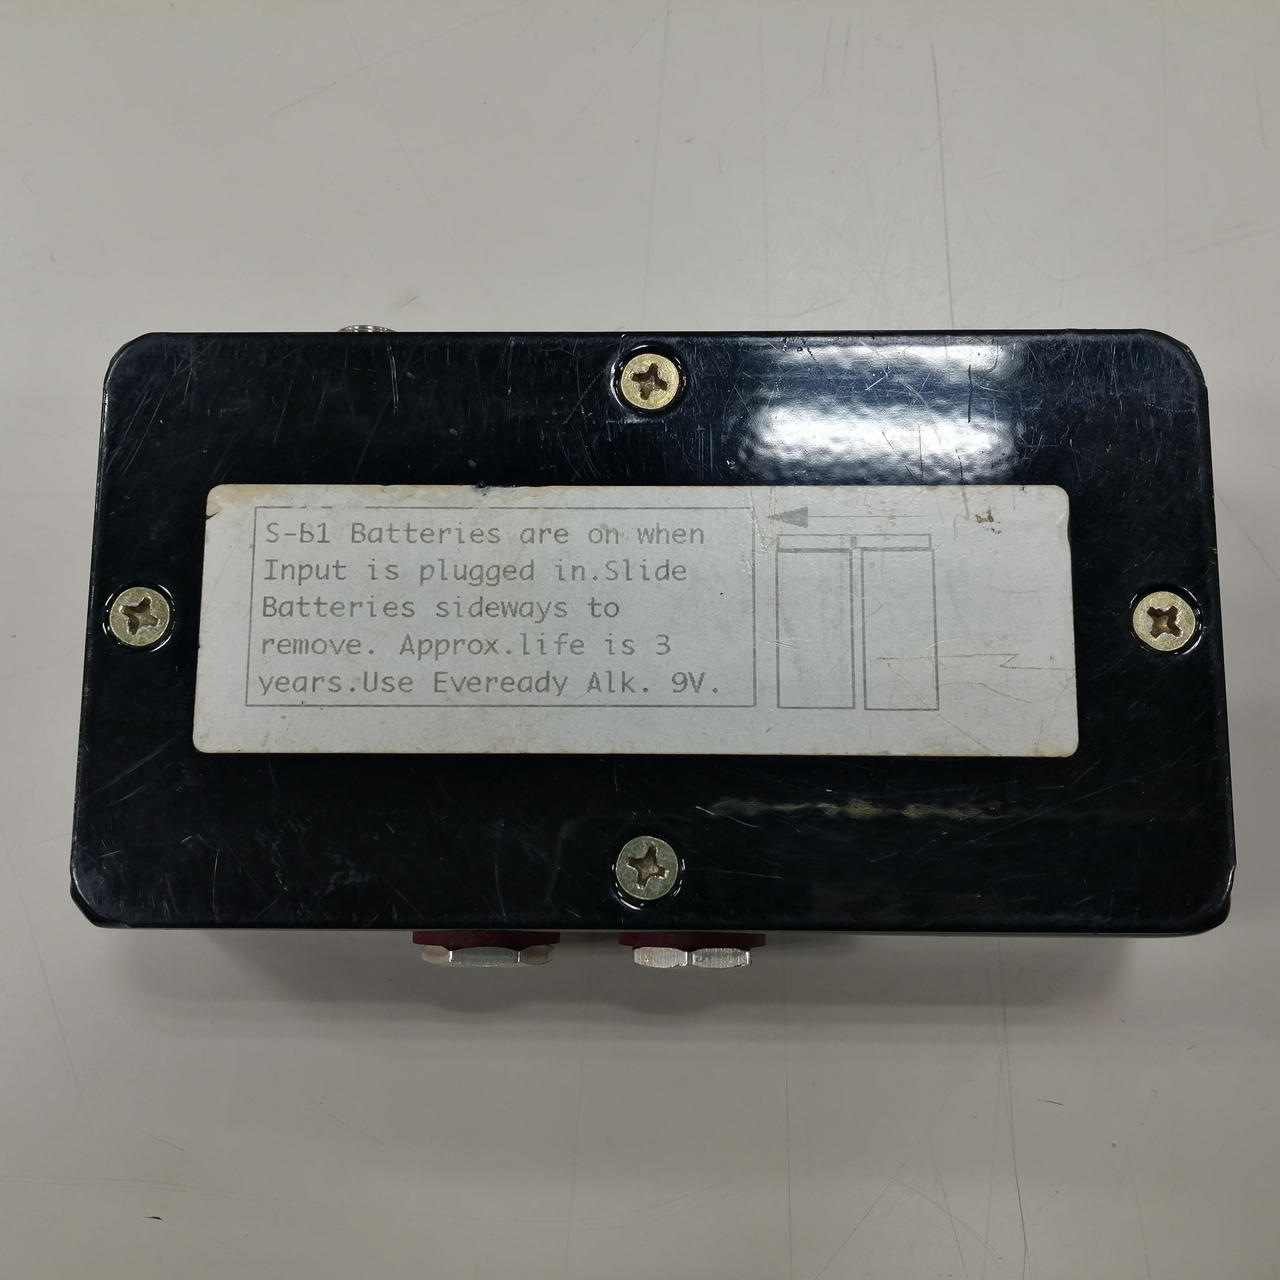 S-B1 Batteries are on when
Input is plugged in.Slide
Batteries sideways to
remove. Approx.life is 3
years.Use Eveready Alk. 9V.